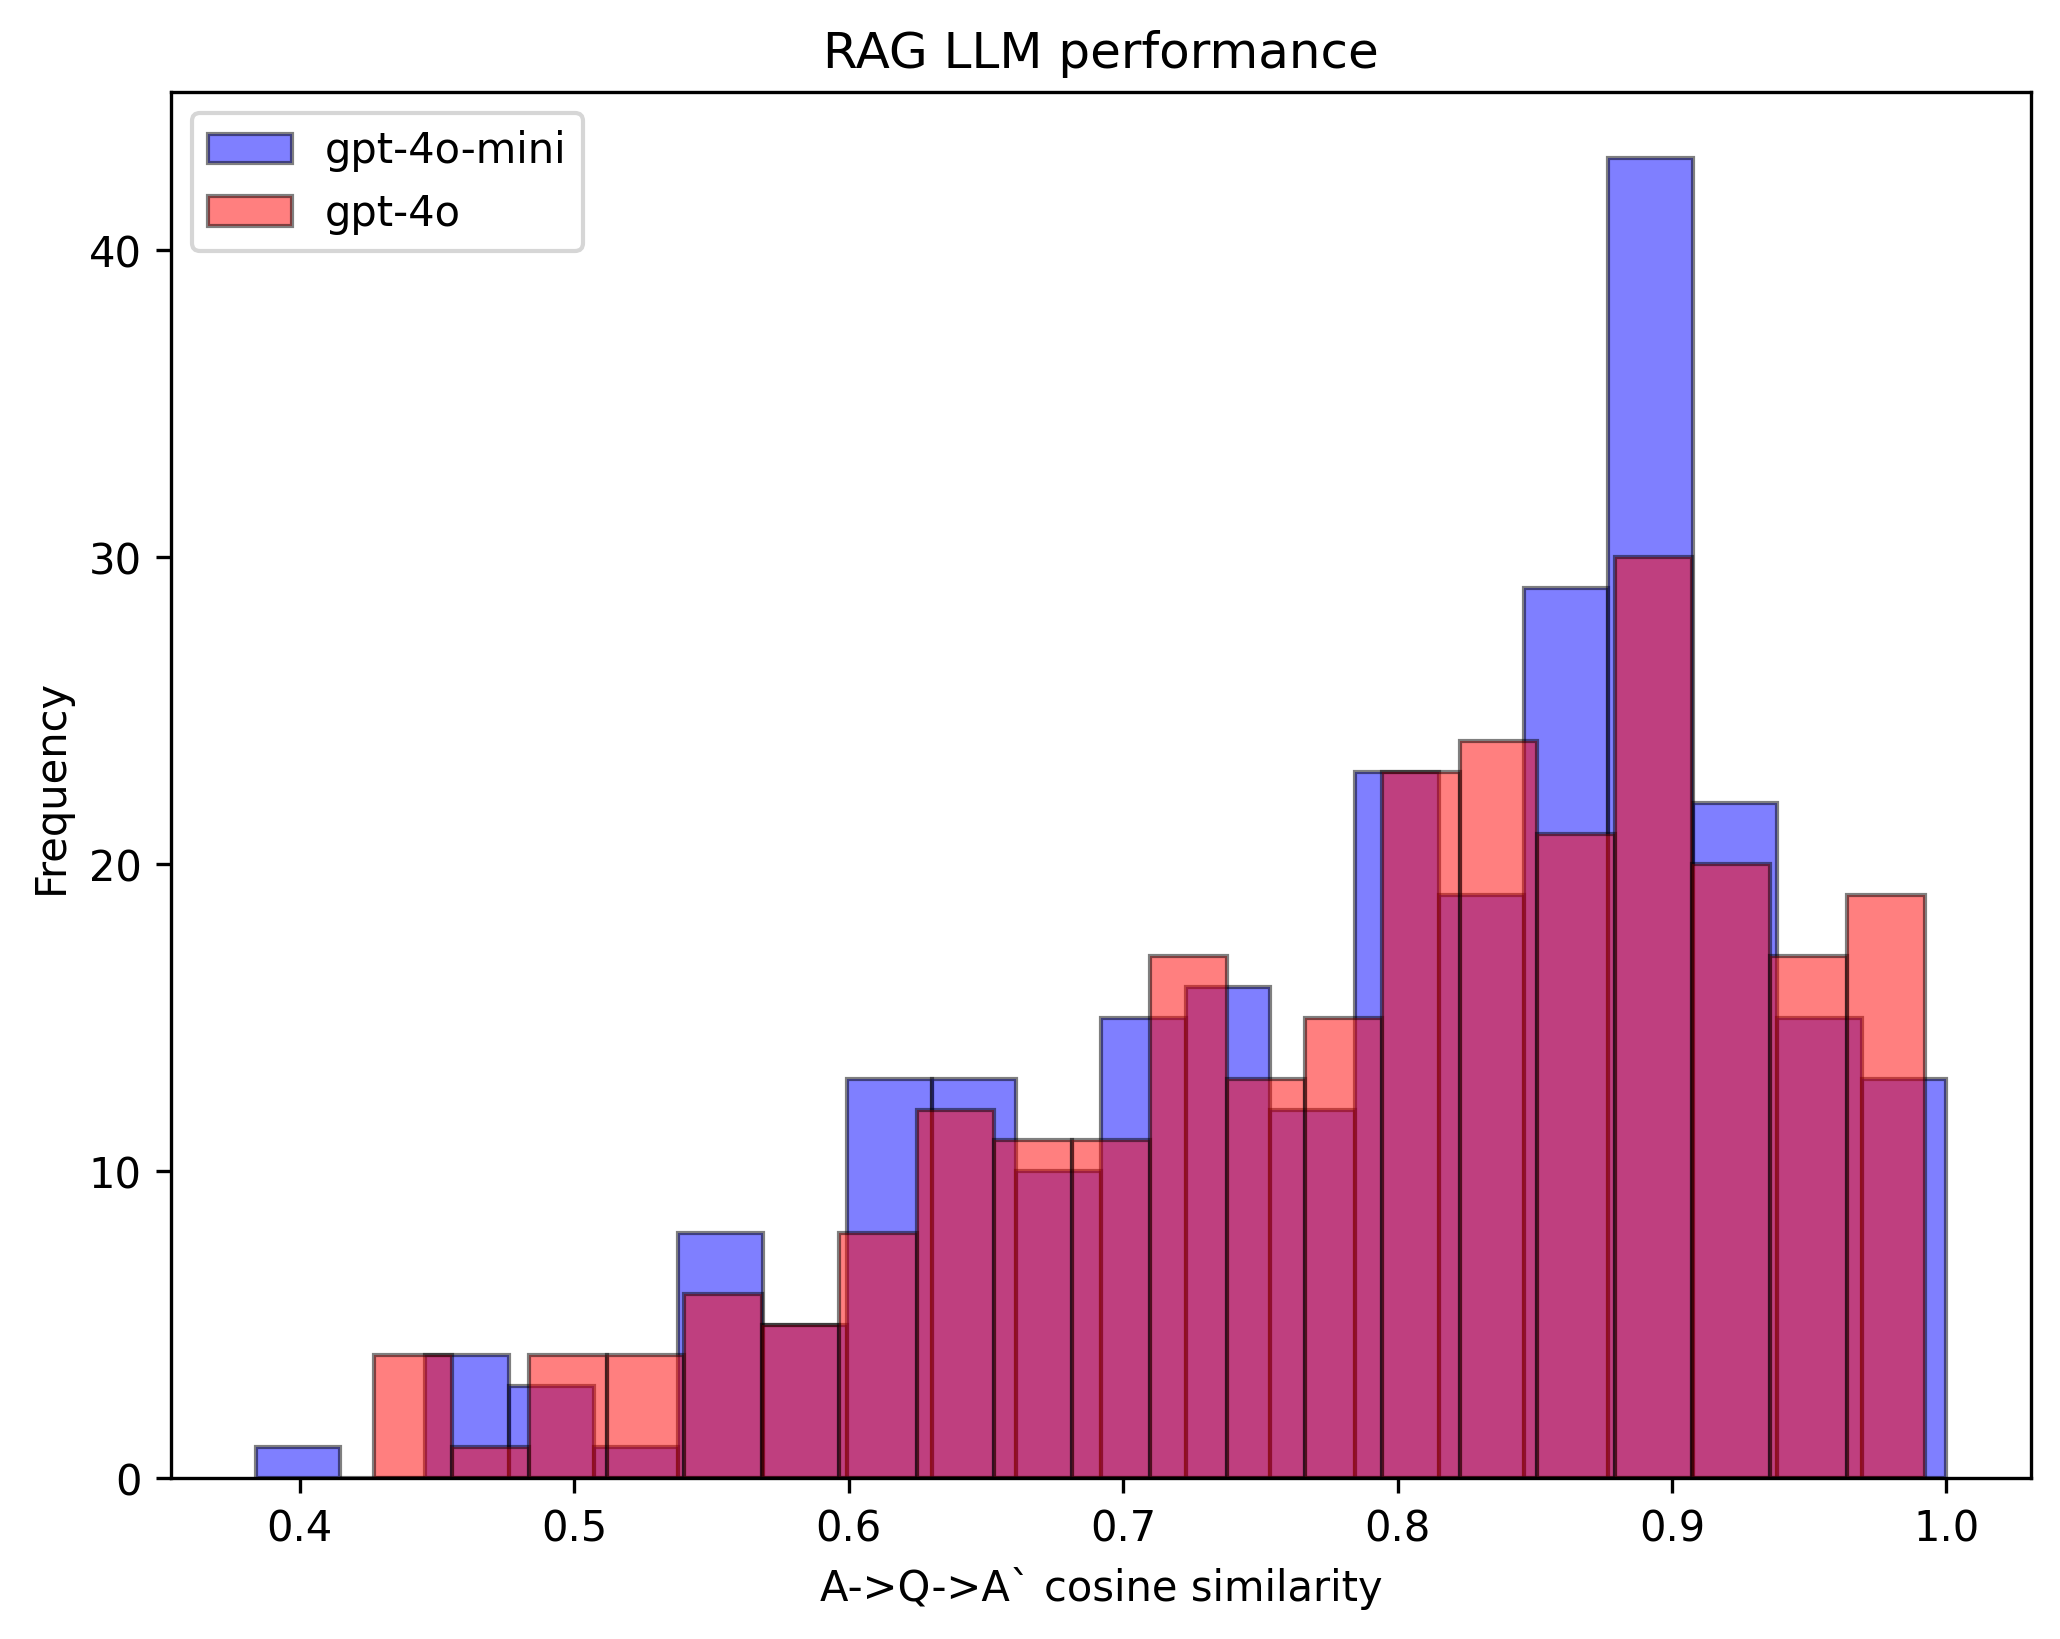 RAG LLM performance
gpt-4o-mini
gpt-4o
Frequency
40
30
20
10
0
0.4 0.5 0.6 0.7 0.8 0.9 1.0
A->Q->A` cosine similarity